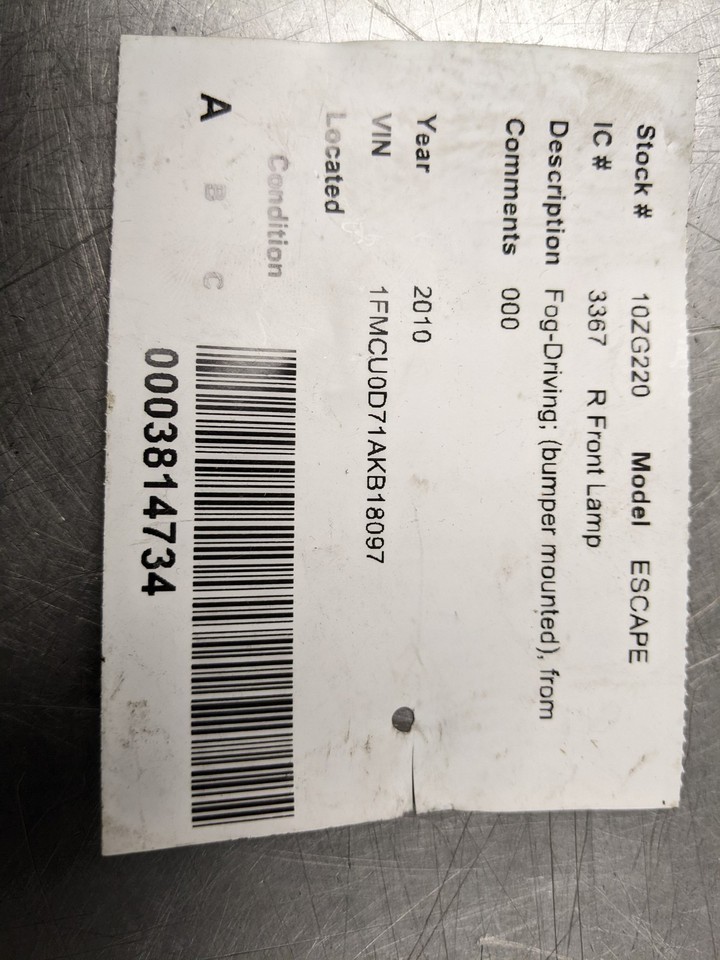 Stock # 10ZG220 Model ESCAPE
IC # 3367 R Front Lamp
Description Fog-Driving; (bumper mounted), from
Comments 000
Year 2010
VIN 1FMCU0D71AKB18097
Located
Condition
A B C
0003814734